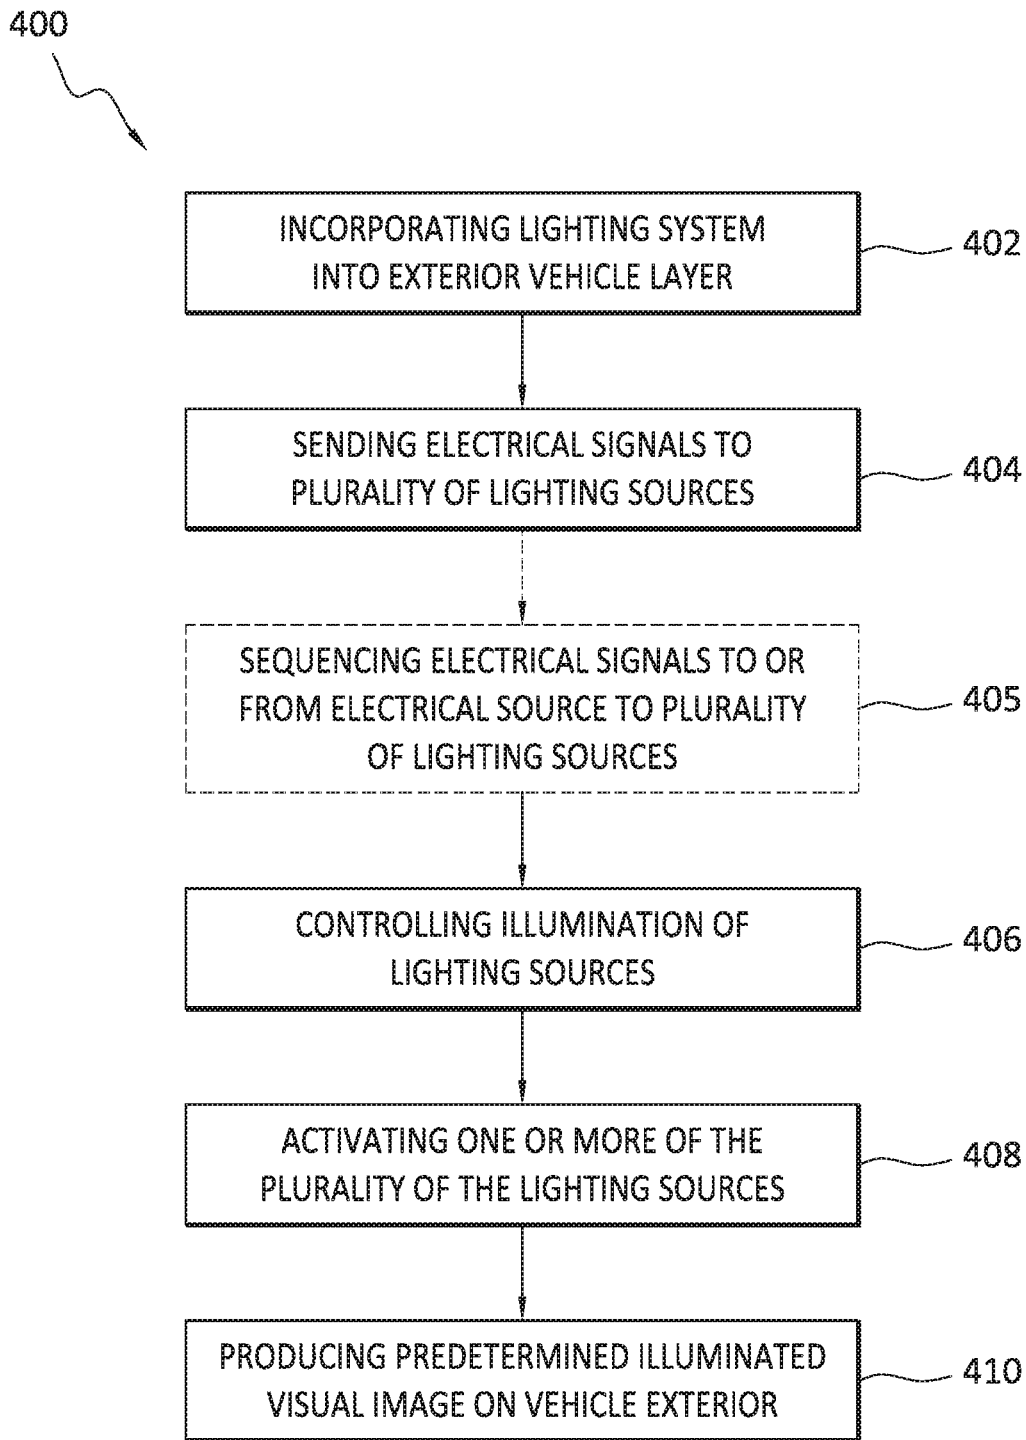 400
INCORPORATING LIGHTING SYSTEM
INTO EXTERIOR VEHICLE LAYER
402
SENDING ELECTRICAL SIGNALS TO
PLURALITY OF LIGHTING SOURCES
404
SEQUENCING ELECTRICAL SIGNALS TO OR
FROM ELECTRICAL SOURCE TO PLURALITY
OF LIGHTING SOURCES
405
CONTROLLING ILLUMINATION OF
LIGHTING SOURCES
406
ACTIVATING ONE OR MORE OF THE
PLURALITY OF THE LIGHTING SOURCES
408
PRODUCING PREDETERMINED ILLUMINATED
VISUAL IMAGE ON VEHICLE EXTERIOR
410